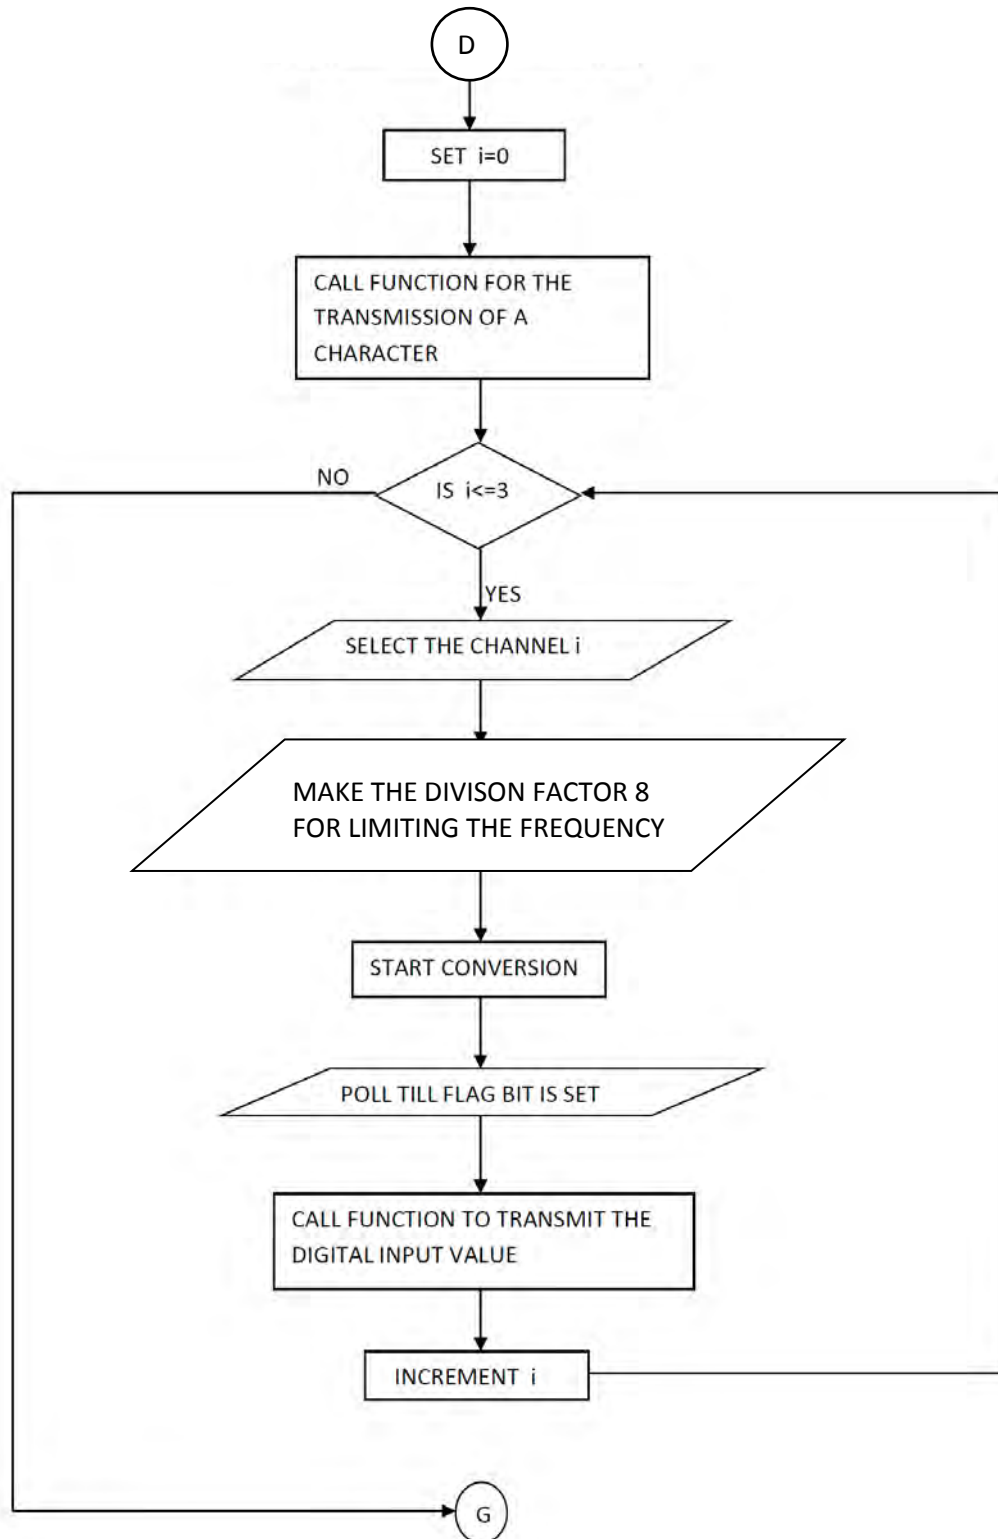 D
SET i=0
CALL FUNCTION FOR THE
TRANSMISSION OF A
CHARACTER
NO
IS i<=3
YES
SELECT THE CHANNEL i
MAKE THE DIVISON FACTOR 8
FOR LIMITING THE FREQUENCY
START CONVERSION
POLL TILL FLAG BIT IS SET
CALL FUNCTION TO TRANSMIT THE
DIGITAL INPUT VALUE
INCREMENT i
G